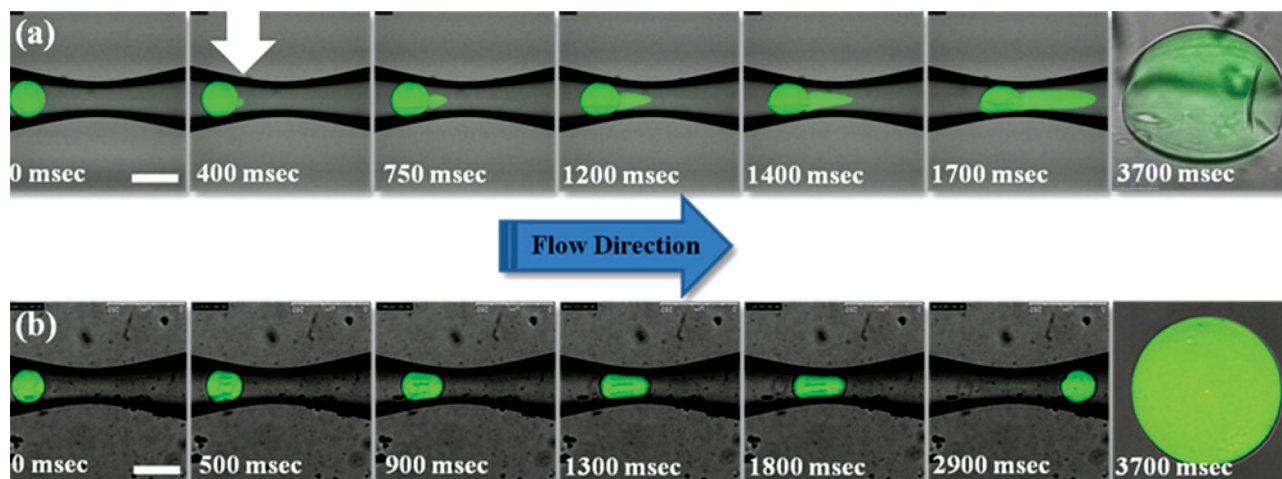 (a)
0 msec
400 msec
750 msec
1200 msec
1400 msec
1700 msec
3700 msec
Flow Direction
(b)
0 msec
500 msec
900 msec
1300 msec
1800 msec
2900 msec
3700 msec